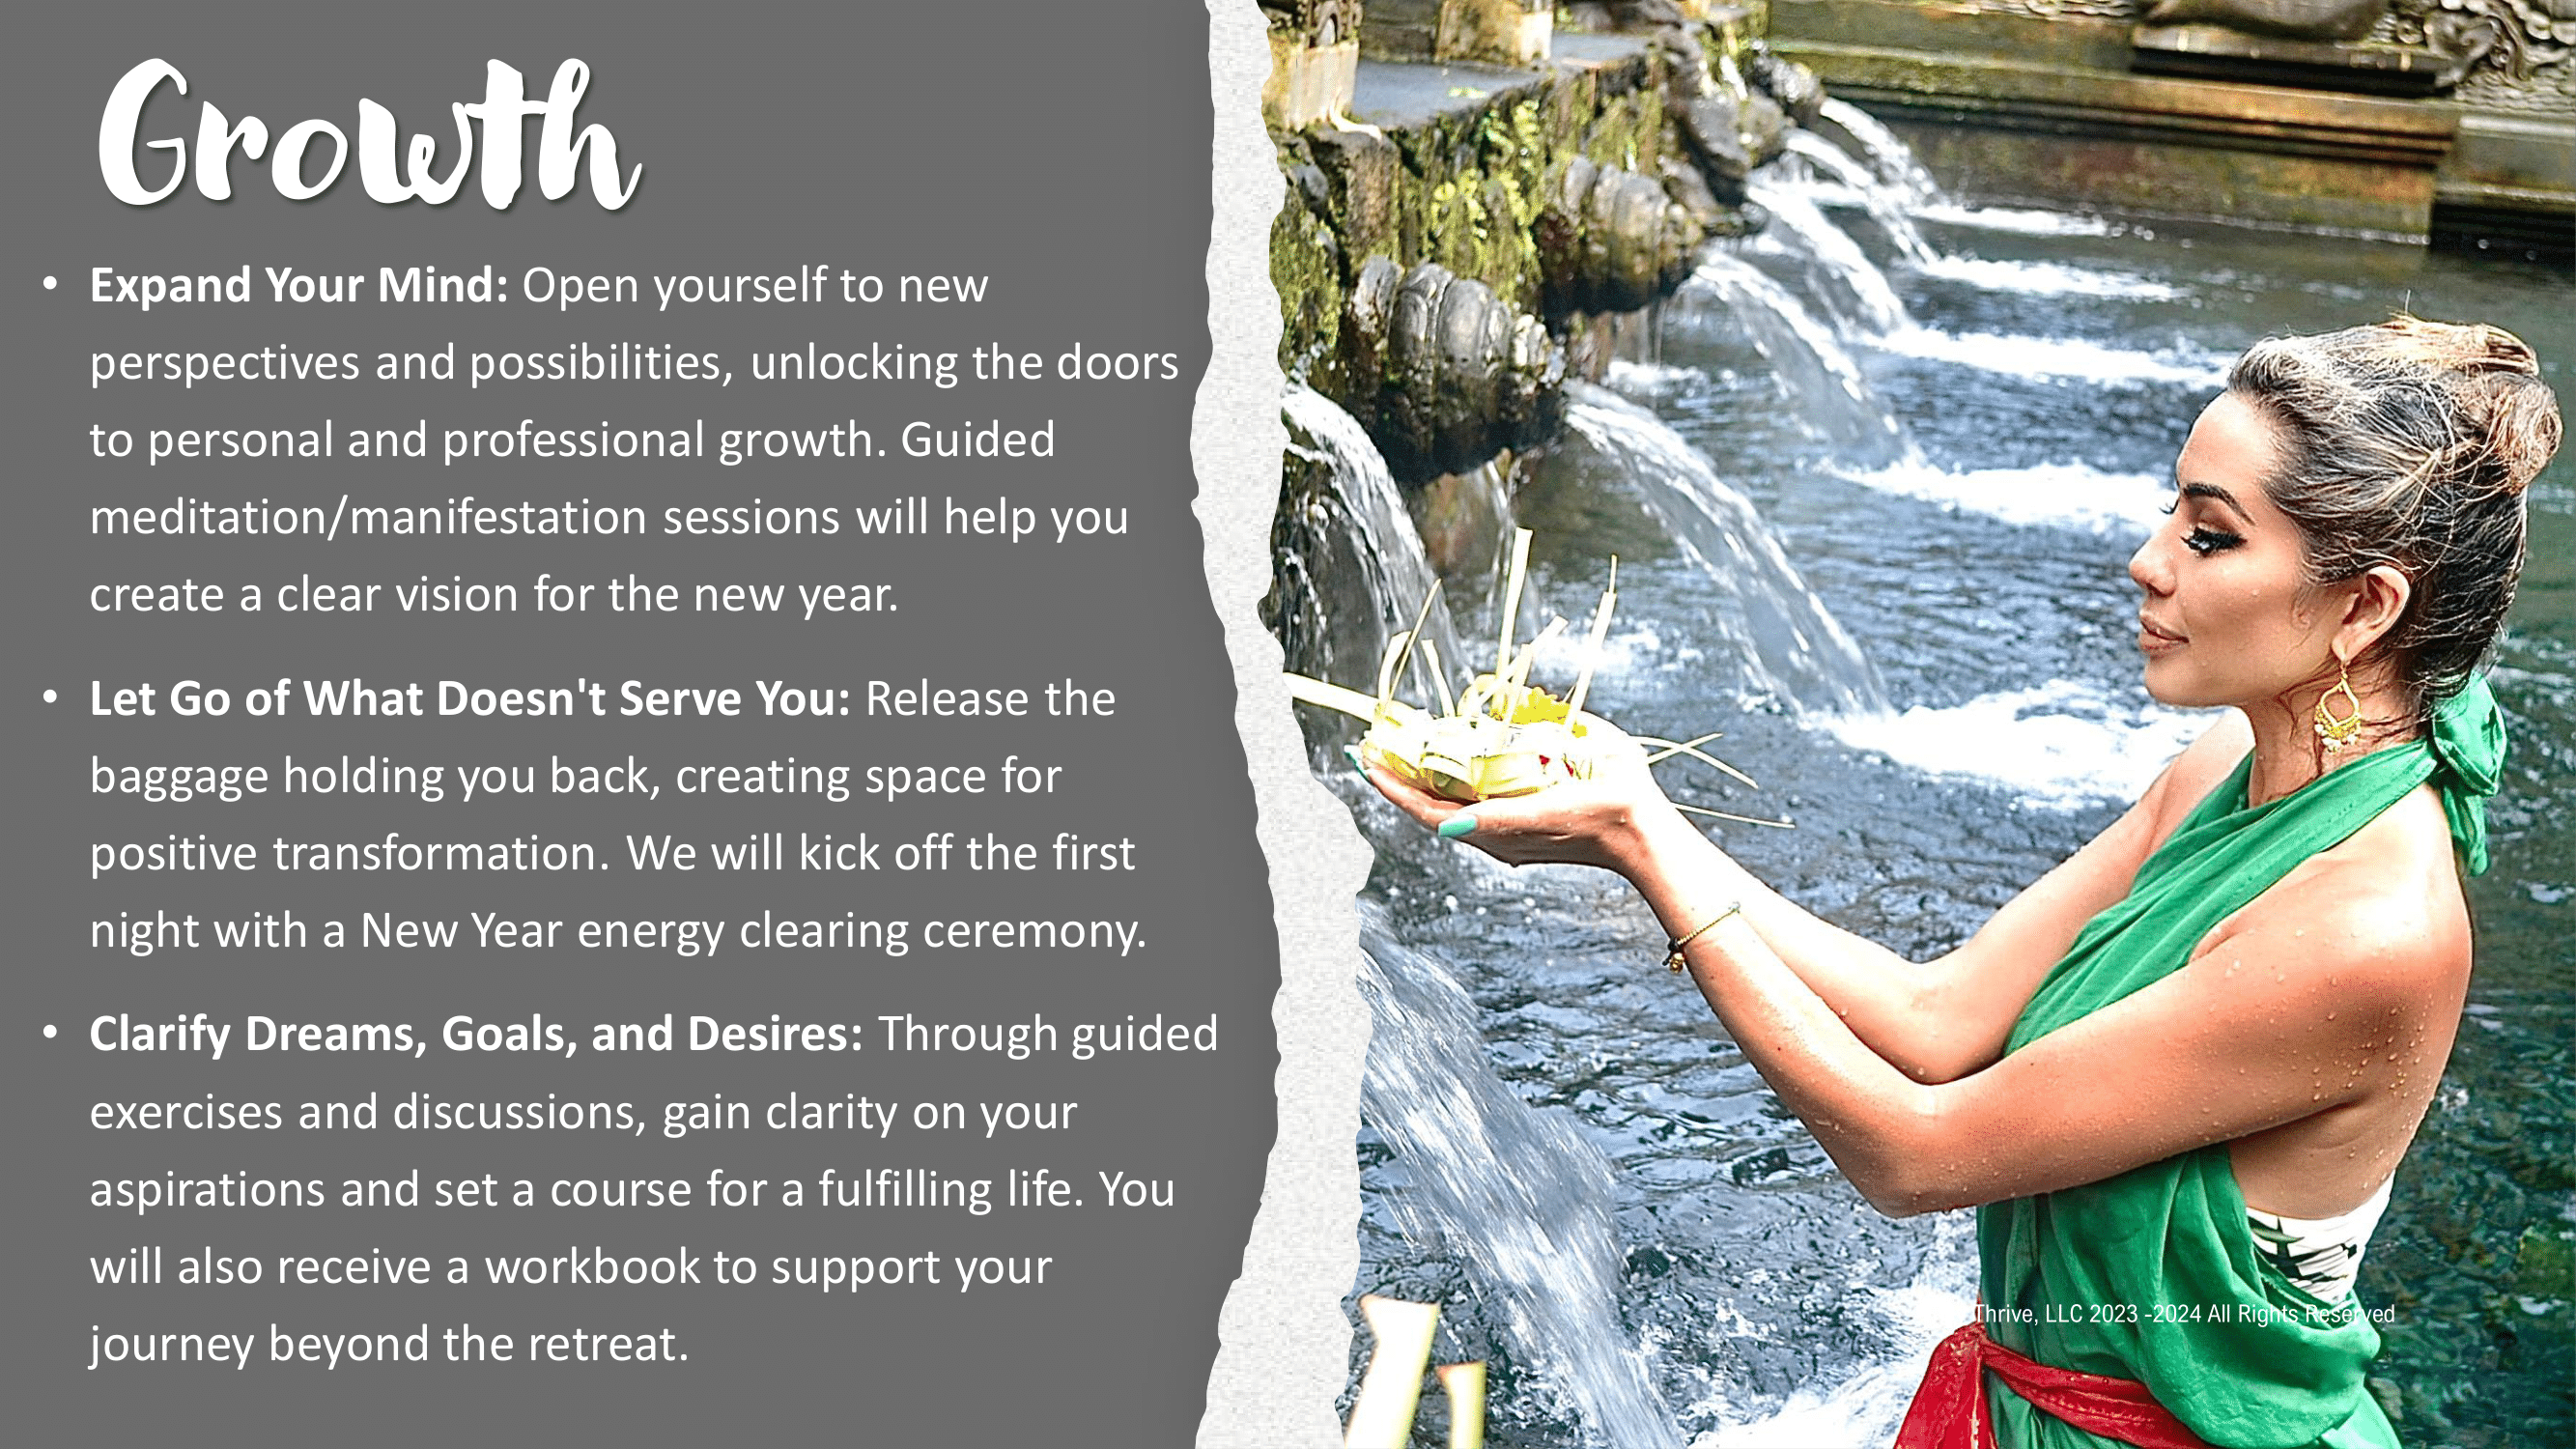 Growth
• Expand Your Mind: Open yourself to new
perspectives and possibilities, unlocking the doors
to personal and professional growth. Guided
meditation/manifestation sessions will help you
create a clear vision for the new year.
• Let Go of What Doesn't Serve You: Release the
baggage holding you back, creating space for
positive transformation. We will kick off the first
night with a New Year energy clearing ceremony.
• Clarify Dreams, Goals, and Desires: Through guided
exercises and discussions, gain clarity on your
aspirations and set a course for a fulfilling life. You
will also receive a workbook to support your
journey beyond the retreat.
Thrive, LLC 2023 -2024 All Rights Reserved